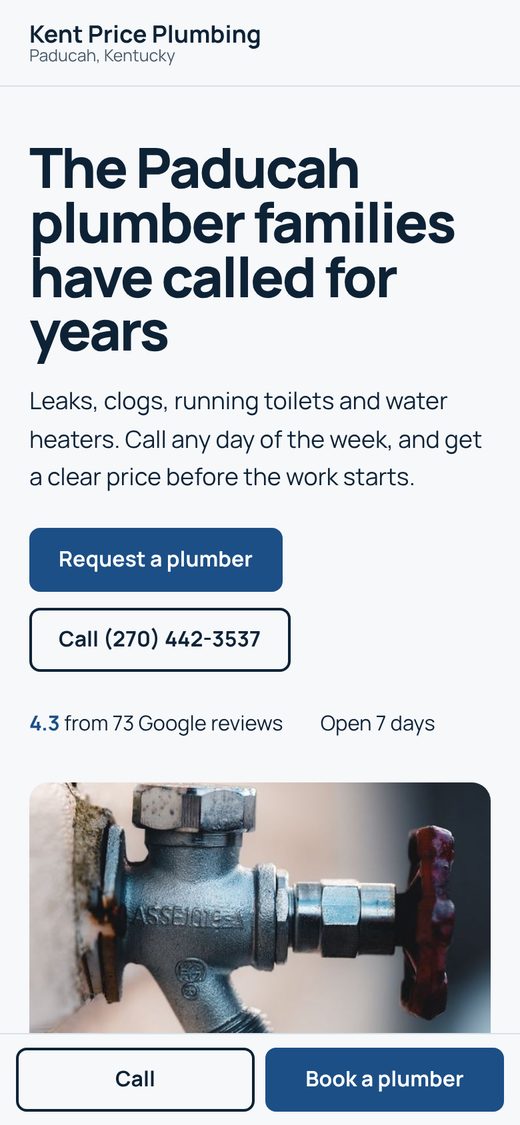 Kent Price Plumbing
Paducah, Kentucky
The Paducah
plumber families
have called for
years
Leaks, clogs, running toilets and water
heaters. Call any day of the week, and get
a clear price before the work starts.
Request a plumber
Call (270) 442-3537
4.3 from 73 Google reviews Open 7 days
Call Book a plumber